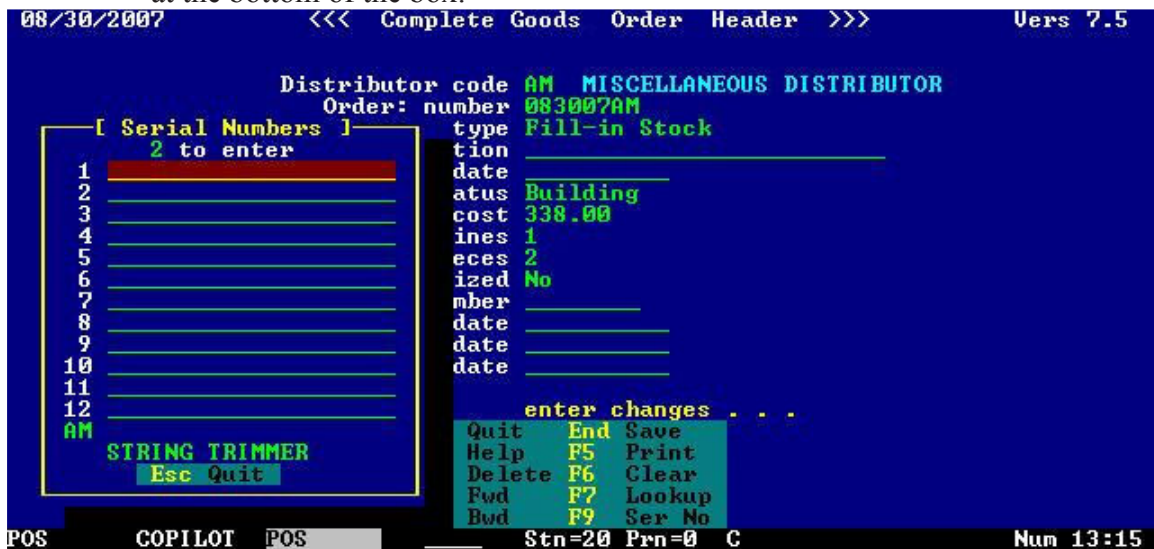 at the bottom of the box.
08/30/2007 <<< Complete Goods Order Header >>> Vers 7.5
Distributor code AM MISCELLANEOUS DISTRIBUTOR
Order: number 083007AM
[ Serial Numbers ] type Fill-in Stock
2 to enter tion
1 date
2 atus Building
3 cost 338.00
4 ines 1
5 eces 2
6 ized No
7 mber
8 date
9 date
10 date
11
12 enter changes . . .
AM Quit End Save
STRING TRIMMER Help F5 Print
Esc Quit Delete F6 Clear
Fwd F7 Lookup
Bwd F9 Ser No
POS COPILOT POS Stn=20 Prn=0 C Num 13:15